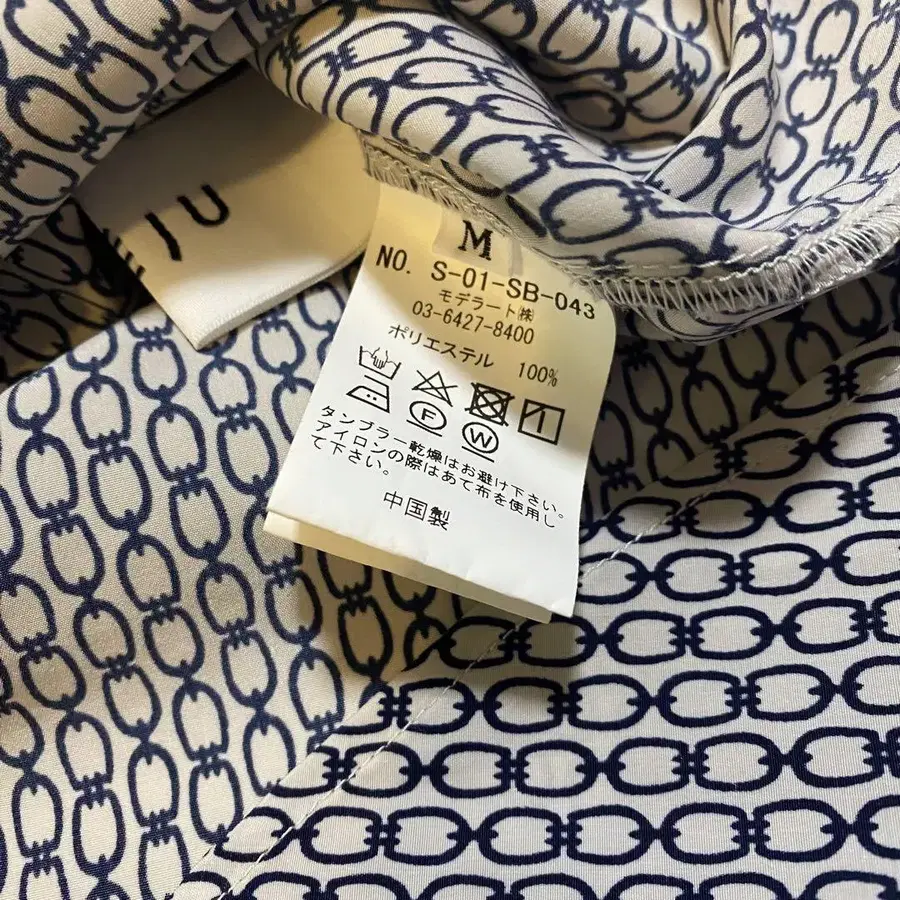 M
NO. S-01-SB-043
モデラート㈱
03-6427-8400
ポリエステル 100%
F
W
タンブラー乾燥はお避け下さい。
アイロンの際はあて布を使用し
て下さい。
中国製